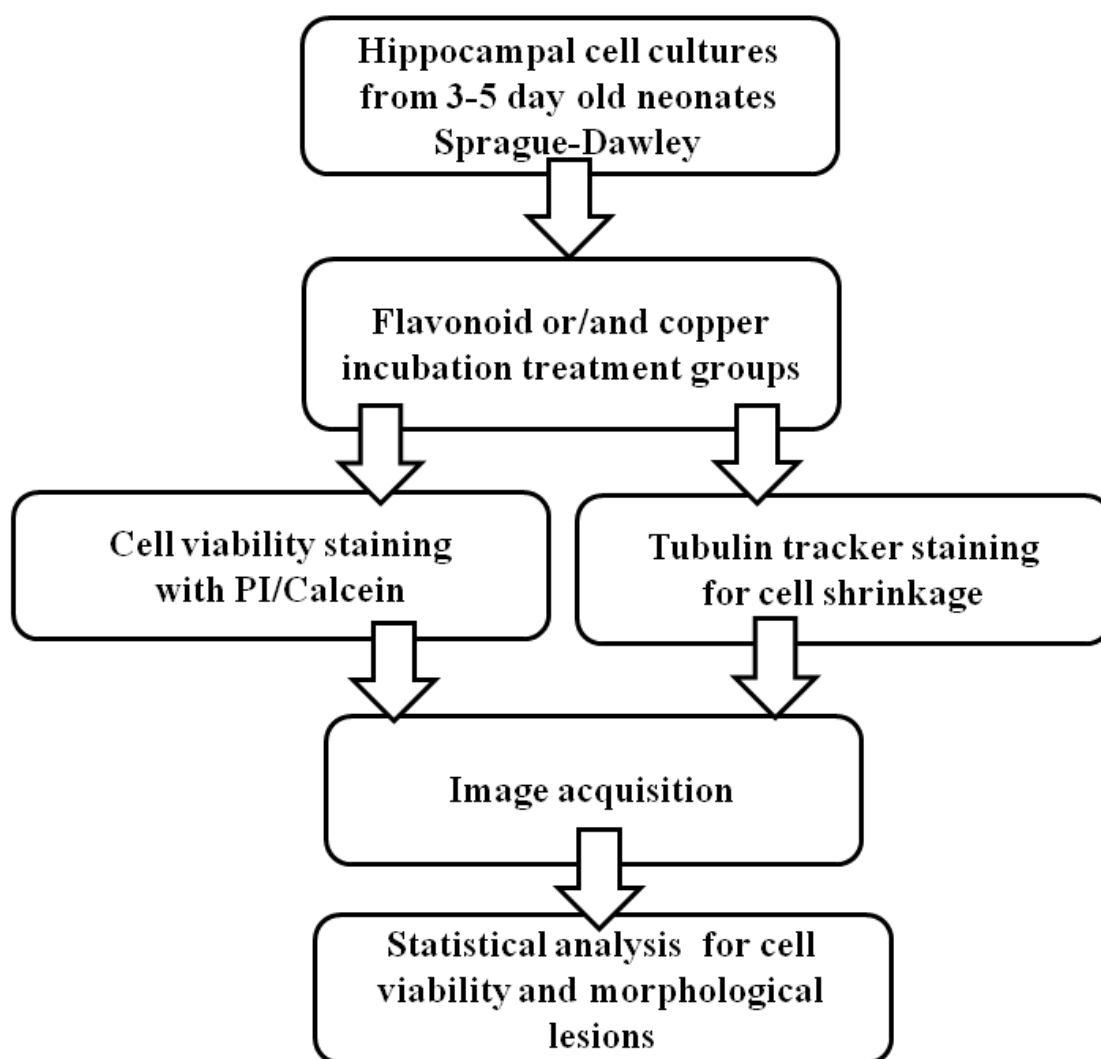 Hippocampal cell cultures
from 3-5 day old neonates
Sprague-Dawley
Flavonoid or/and copper
incubation treatment groups
Cell viability staining
with PI/Calcein
Tubulin tracker staining
for cell shrinkage
Image acquisition
Statistical analysis for cell
viability and morphological
lesions